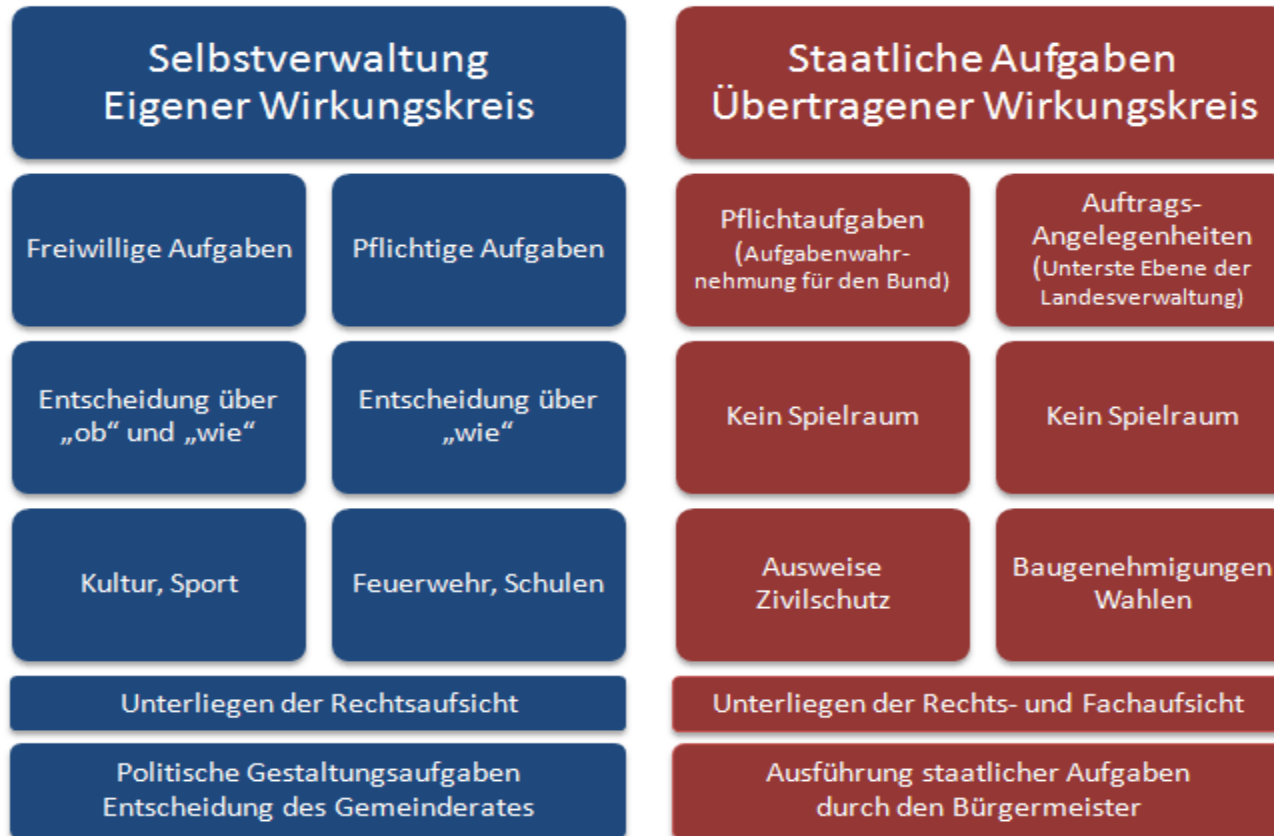 Selbstverwaltung
Eigener Wirkungskreis
Freiwillige Aufgaben
Pflichtige Aufgaben
Entscheidung über
„ob“ und „wie“
Entscheidung über
„wie“
Kultur, Sport
Feuerwehr, Schulen
Unterliegen der Rechtsaufsicht
Politische Gestaltungsaufgaben
Entscheidung des Gemeinderates
Staatliche Aufgaben
Übertragener Wirkungskreis
Pflichtaufgaben
(Aufgabenwahr-
nehmung für den Bund)
Auftrags-
Angelegenheiten
(Unterste Ebene der
Landesverwaltung)
Kein Spielraum
Kein Spielraum
Ausweise
Zivilschutz
Baugenehmigungen
Wahlen
Unterliegen der Rechts- und Fachaufsicht
Ausführung staatlicher Aufgaben
durch den Bürgermeister